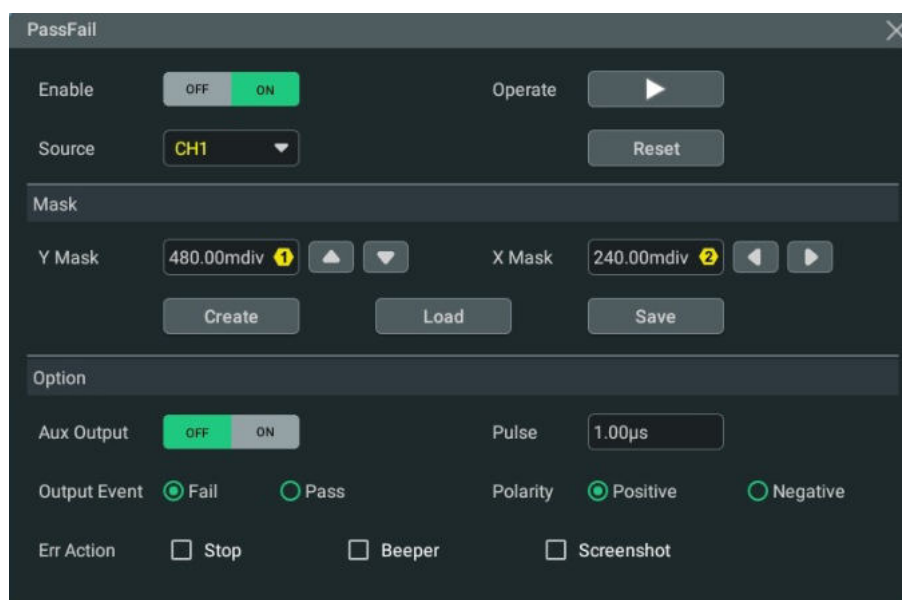 PassFail
Enable OFF ON Operate
Source CH1 Reset
Mask
Y Mask 480.00mdiv 1 X Mask 240.00mdiv 2
Create Load Save
Option
Aux Output OFF ON Pulse 1.00µs
Output Event Fail Pass Polarity Positive Negative
Err Action Stop Beeper Screenshot